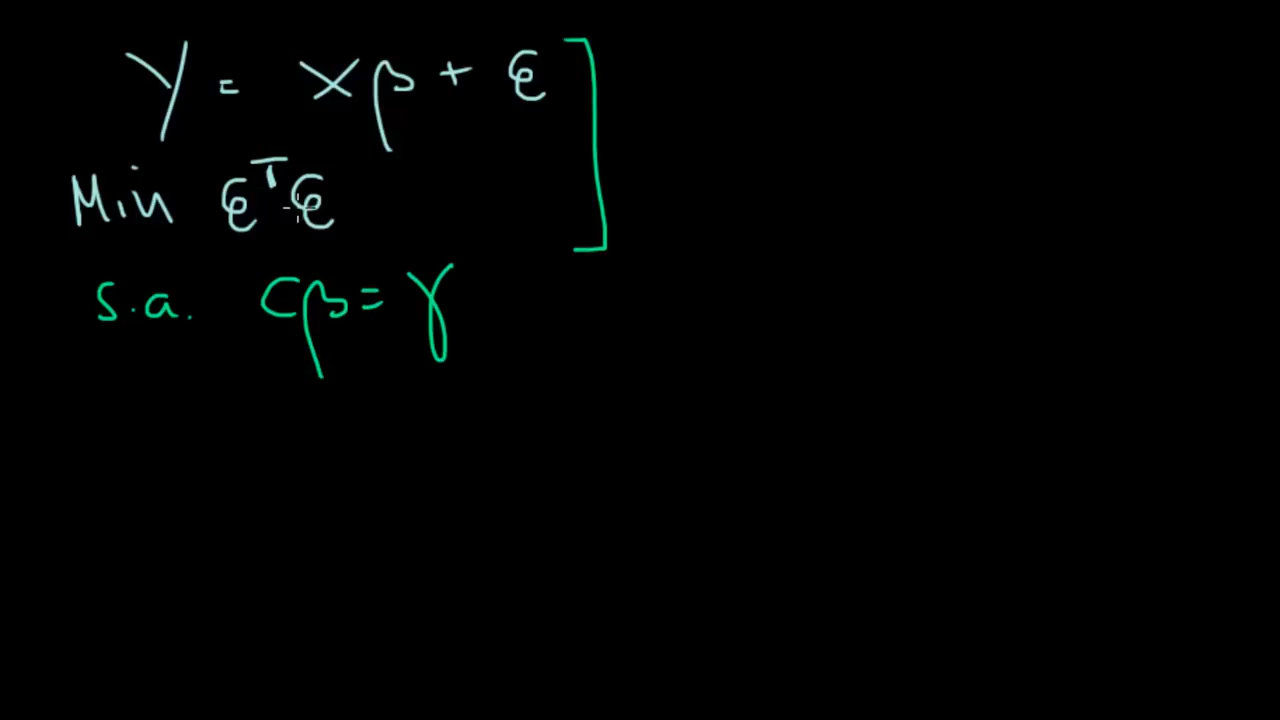 Y = Xβ + ε
Min εᵀε
s.a. Cβ = γ